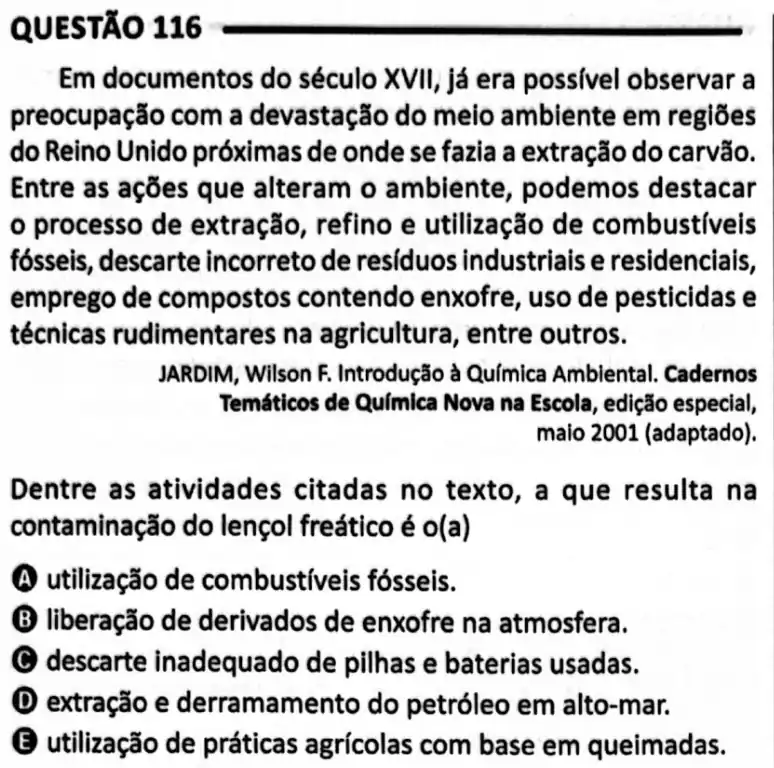 QUESTÃO 116
Em documentos do século XVII, já era possível observar a
preocupação com a devastação do meio ambiente em regiões
do Reino Unido próximas de onde se fazia a extração do carvão.
Entre as ações que alteram o ambiente, podemos destacar
o processo de extração, refino e utilização de combustíveis
fósseis, descarte incorreto de resíduos industriais e residenciais,
emprego de compostos contendo enxofre, uso de pesticidas e
técnicas rudimentares na agricultura, entre outros.
JARDIM, Wilson F. Introdução à Química Ambiental. Cadernos
Temáticos de Química Nova na Escola, edição especial,
maio 2001 (adaptado).
Dentre as atividades citadas no texto, a que resulta na
contaminação do lençol freático é o(a)
A utilização de combustíveis fósseis.
B liberação de derivados de enxofre na atmosfera.
C descarte inadequado de pilhas e baterias usadas.
D extração e derramamento do petróleo em alto-mar.
E utilização de práticas agrícolas com base em queimadas.